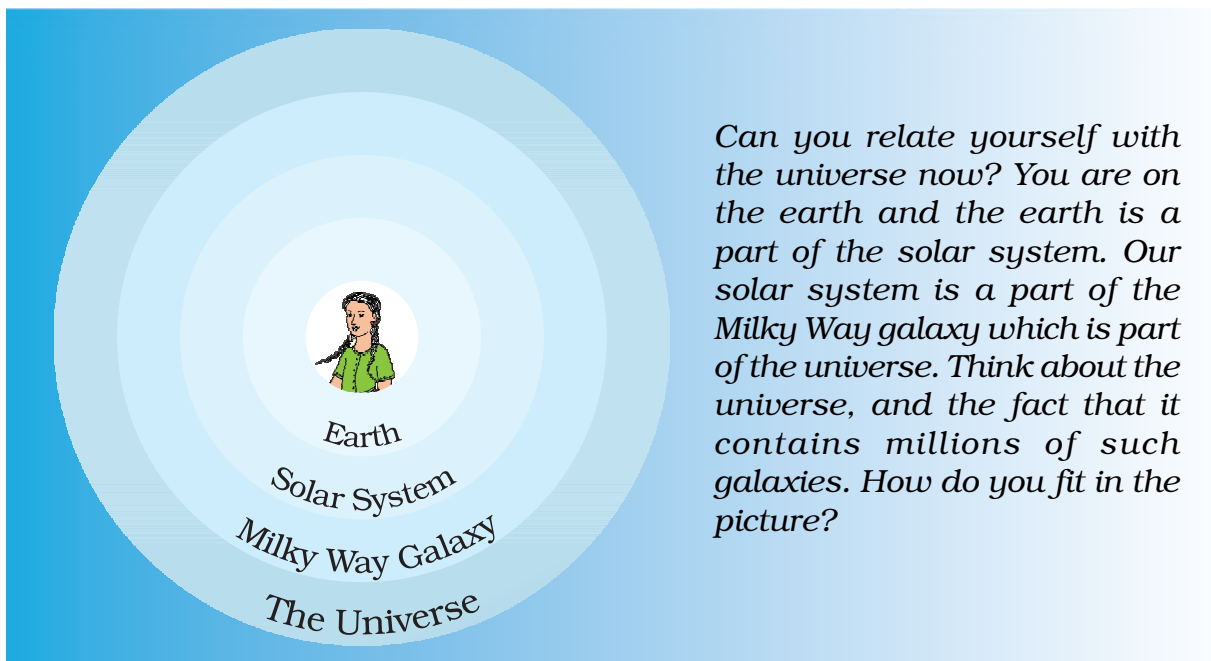 Earth
Solar System
Milky Way Galaxy
The Universe
Can you relate yourself with
the universe now? You are on
the earth and the earth is a
part of the solar system. Our
solar system is a part of the
Milky Way galaxy which is part
of the universe. Think about the
universe, and the fact that it
contains millions of such
galaxies. How do you fit in the
picture?